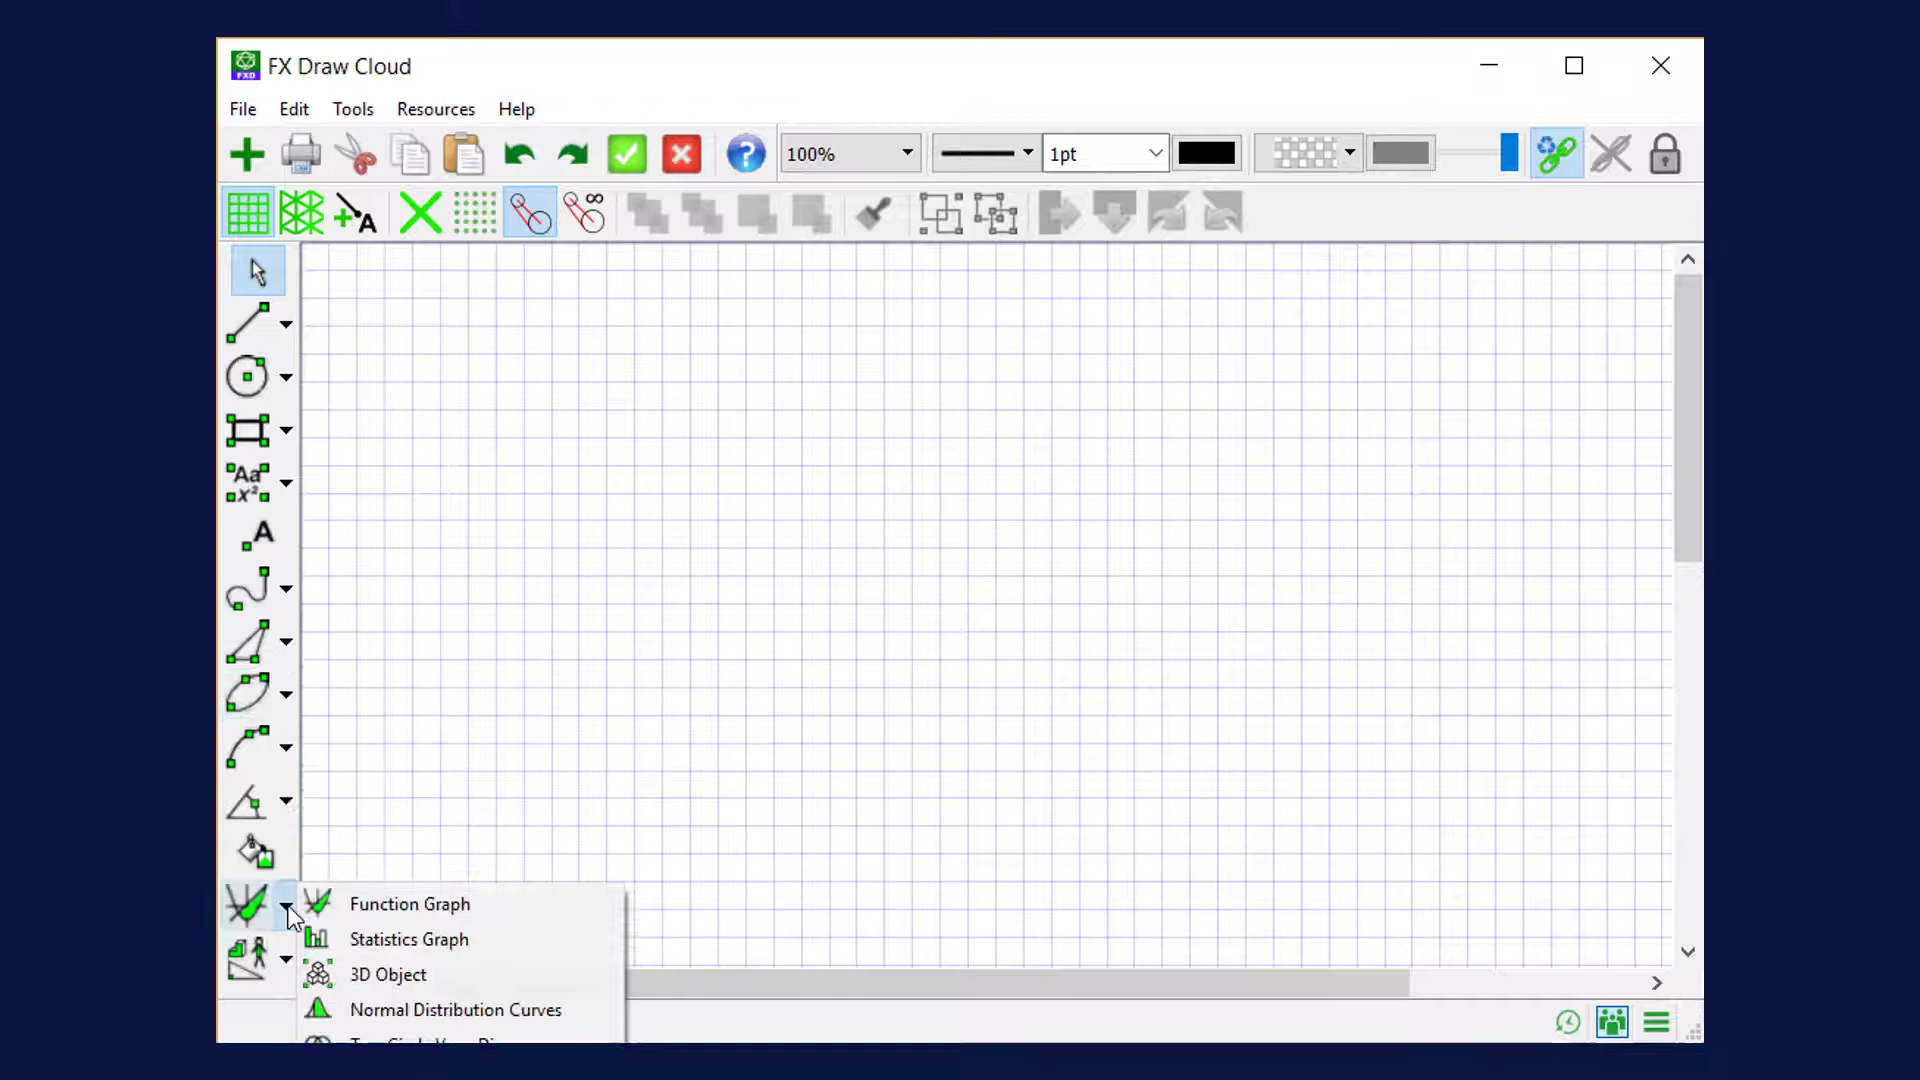 FX Draw Cloud
File Edit Tools Resources Help
100% 1pt
Function Graph
Statistics Graph
3D Object
Normal Distribution Curves